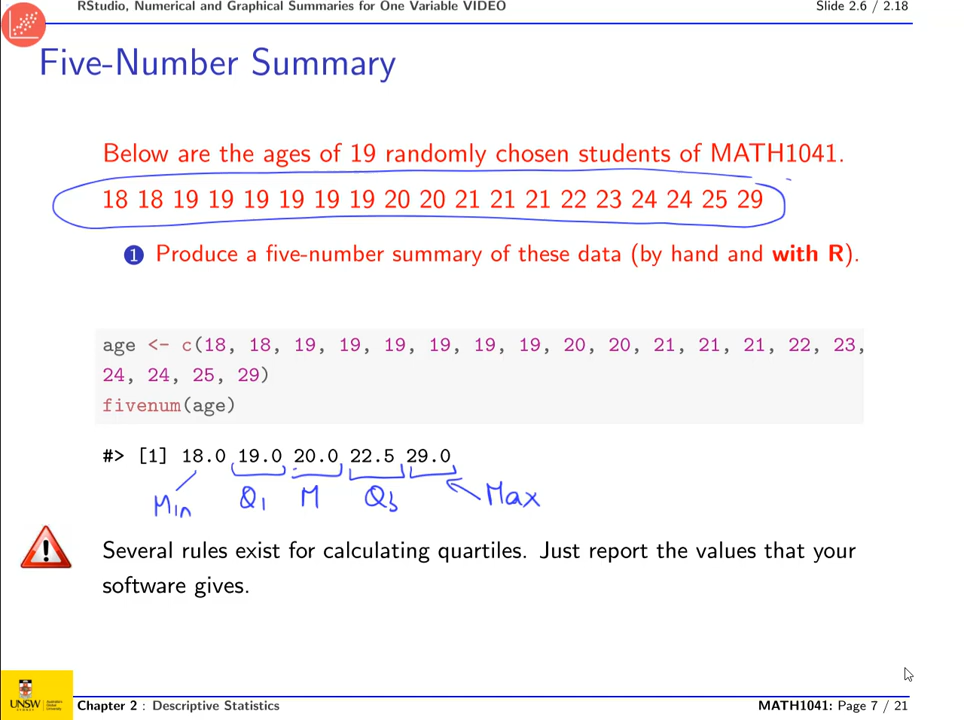 RStudio, Numerical and Graphical Summaries for One Variable VIDEO Slide 2.6 / 2.18
Five-Number Summary
Below are the ages of 19 randomly chosen students of MATH1041.
18 18 19 19 19 19 19 19 20 20 21 21 21 22 23 24 24 25 29
1 Produce a five-number summary of these data (by hand and with R).
age <- c(18, 18, 19, 19, 19, 19, 19, 19, 20, 20, 21, 21, 21, 22, 23,
24, 24, 25, 29)
fivenum(age)
#> [1] 18.0 19.0 20.0 22.5 29.0
Min Q1 M Q3 Max
Several rules exist for calculating quartiles. Just report the values that your
software gives.
UNSW
Chapter 2 : Descriptive Statistics MATH1041: Page 7 / 21